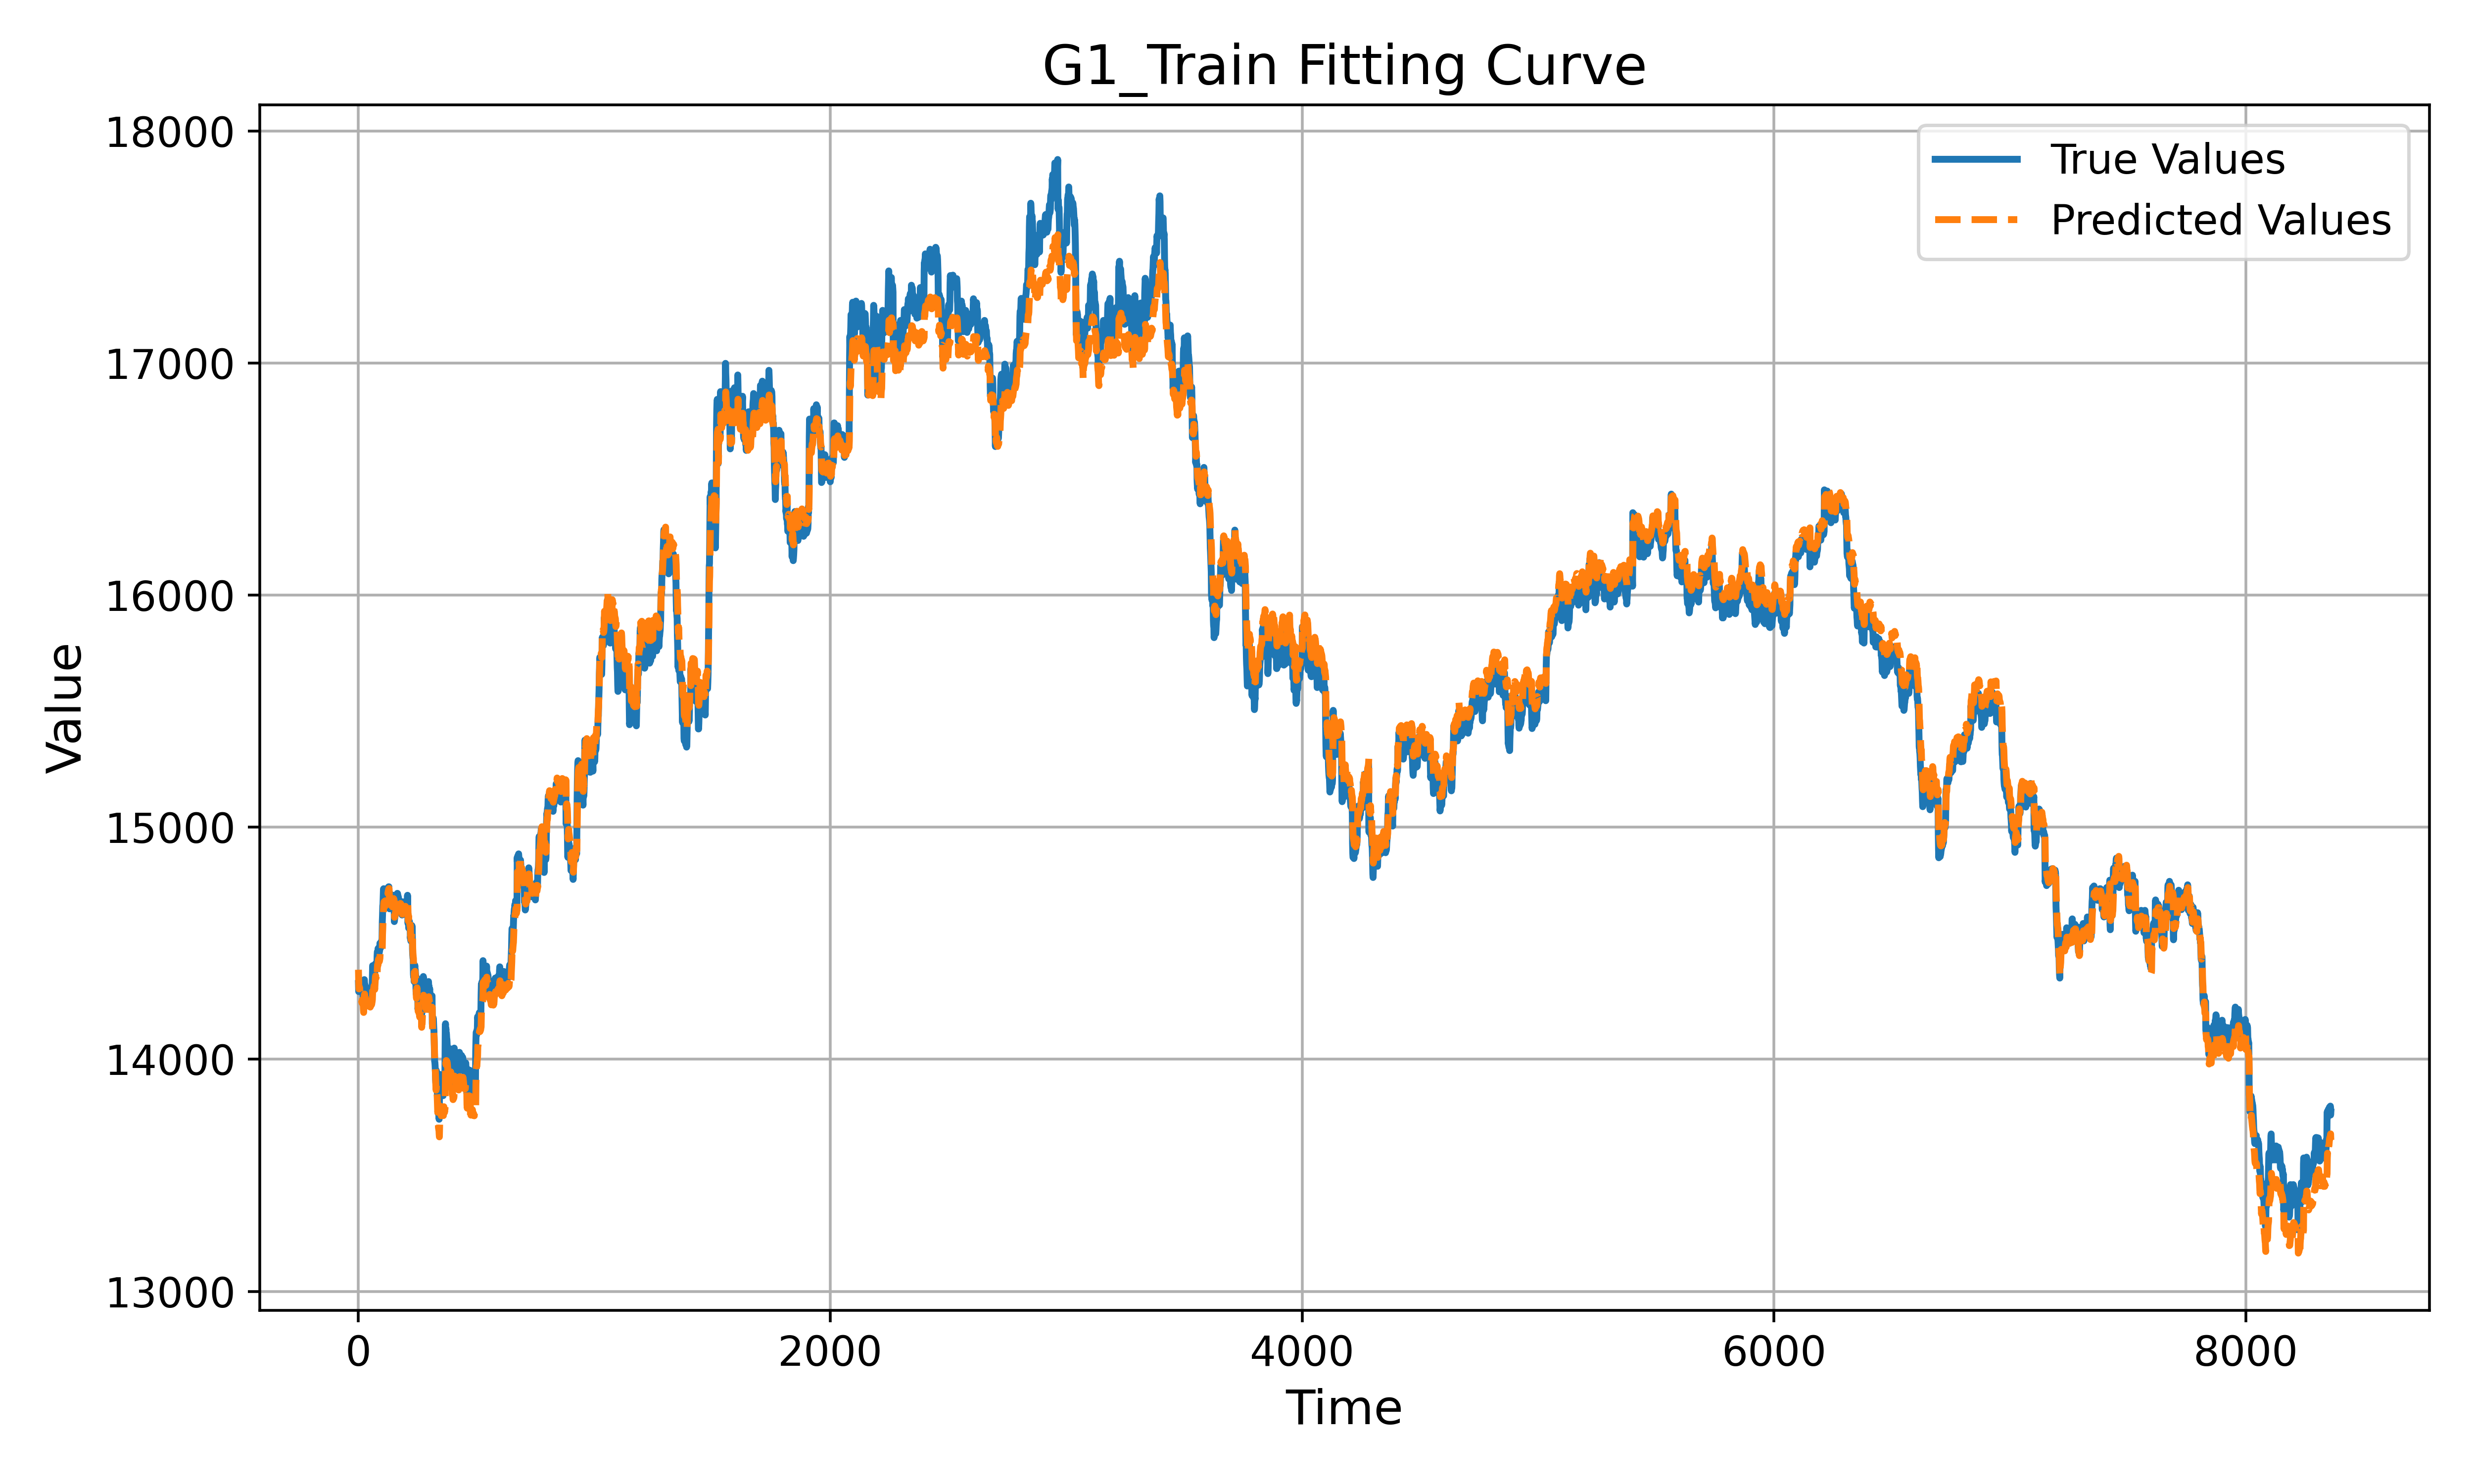 G1_Train Fitting Curve
True Values
Predicted Values
Value
18000
17000
16000
15000
14000
13000
0
2000
4000
6000
8000
Time